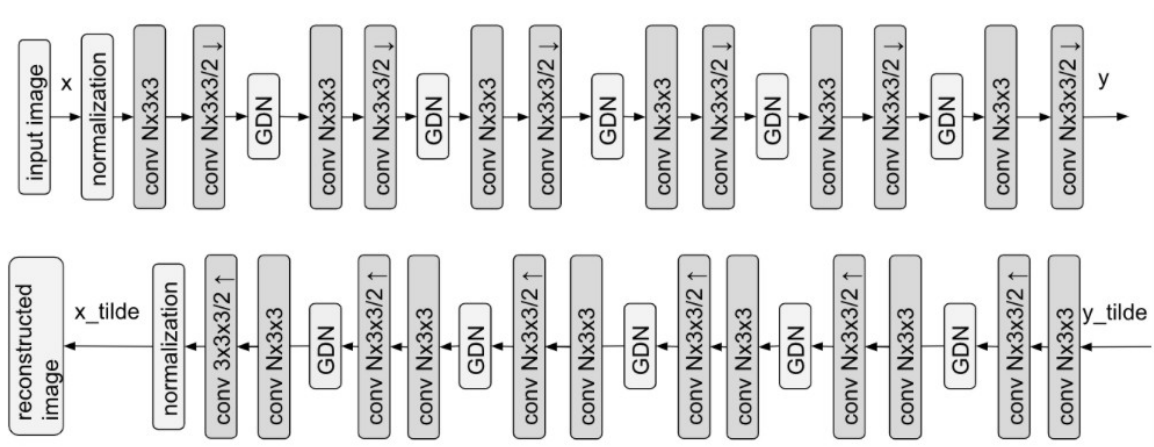 input image
x
normalization
conv Nx3x3
conv Nx3x3/2 ↓
GDN
conv Nx3x3
conv Nx3x3/2 ↓
GDN
conv Nx3x3
conv Nx3x3/2 ↓
GDN
conv Nx3x3
conv Nx3x3/2 ↓
GDN
conv Nx3x3
conv Nx3x3/2 ↓
GDN
conv Nx3x3
conv Nx3x3/2 ↓
y
reconstructed
image
x_tilde
normalization
conv 3x3x3/2 ↑
conv Nx3x3
GDN
conv Nx3x3/2 ↑
conv Nx3x3
GDN
conv Nx3x3/2 ↑
conv Nx3x3
GDN
conv Nx3x3/2 ↑
conv Nx3x3
GDN
conv Nx3x3/2 ↑
conv Nx3x3
GDN
conv Nx3x3/2 ↑
conv Nx3x3
y_tilde